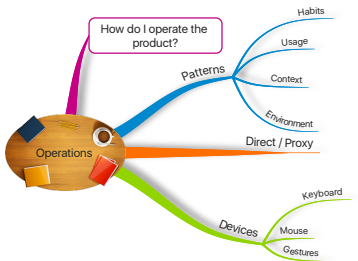 How do I operate the
product?
Operations
Patterns
Habits
Usage
Context
Environment
Direct / Proxy
Devices
Keyboard
Mouse
Gestures